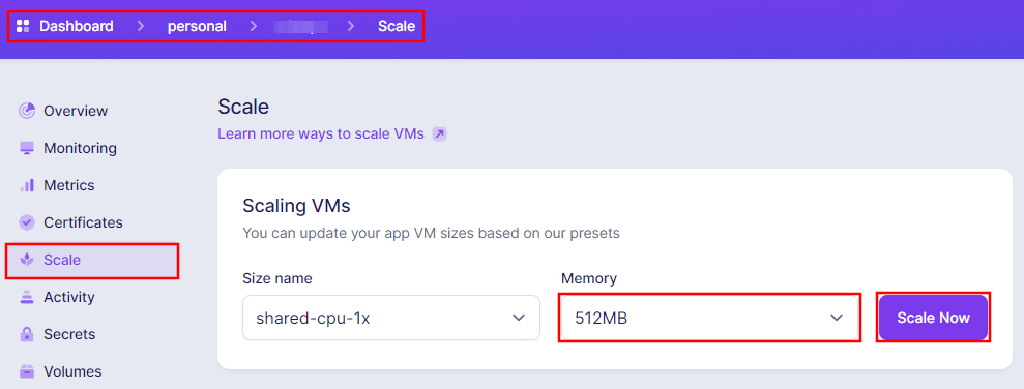 Dashboard > personal > > Scale
Overview
Monitoring
Metrics
Certificates
Scale
Activity
Secrets
Volumes
Scale
Learn more ways to scale VMs
Scaling VMs
You can update your app VM sizes based on our presets
Size name
Memory
shared-cpu-1x
512MB
Scale Now